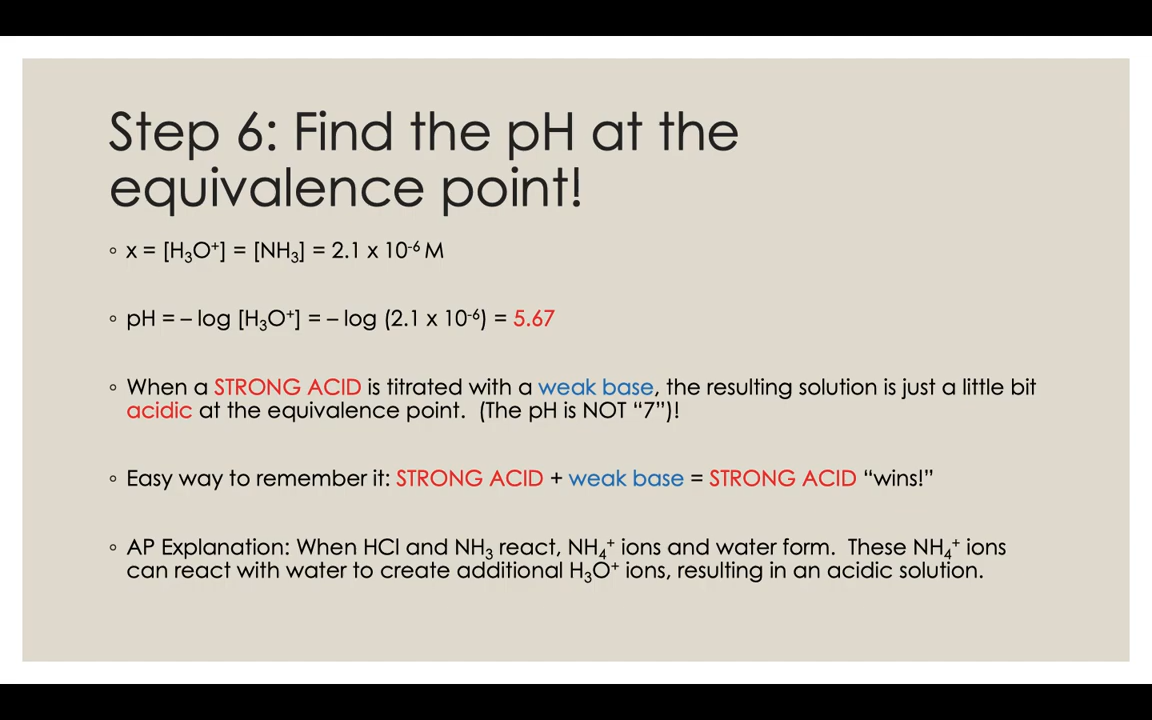 Step 6: Find the pH at the
equivalence point!
◦ x = [H₃O⁺] = [NH₃] = 2.1 x 10⁻⁶ M
◦ pH = – log [H₃O⁺] = – log (2.1 x 10⁻⁶) = 5.67
◦ When a STRONG ACID is titrated with a weak base, the resulting solution is just a little bit
acidic at the equivalence point. (The pH is NOT “7”)!
◦ Easy way to remember it: STRONG ACID + weak base = STRONG ACID “wins!”
◦ AP Explanation: When HCl and NH₃ react, NH₄⁺ ions and water form. These NH₄⁺ ions
can react with water to create additional H₃O⁺ ions, resulting in an acidic solution.